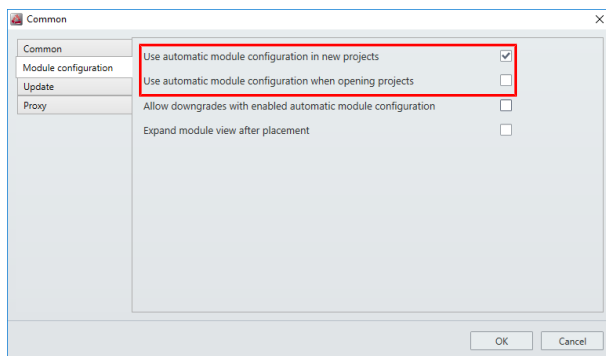 Common
Common
Module configuration
Update
Proxy
Use automatic module configuration in new projects
Use automatic module configuration when opening projects
Allow downgrades with enabled automatic module configuration
Expand module view after placement
OK
Cancel